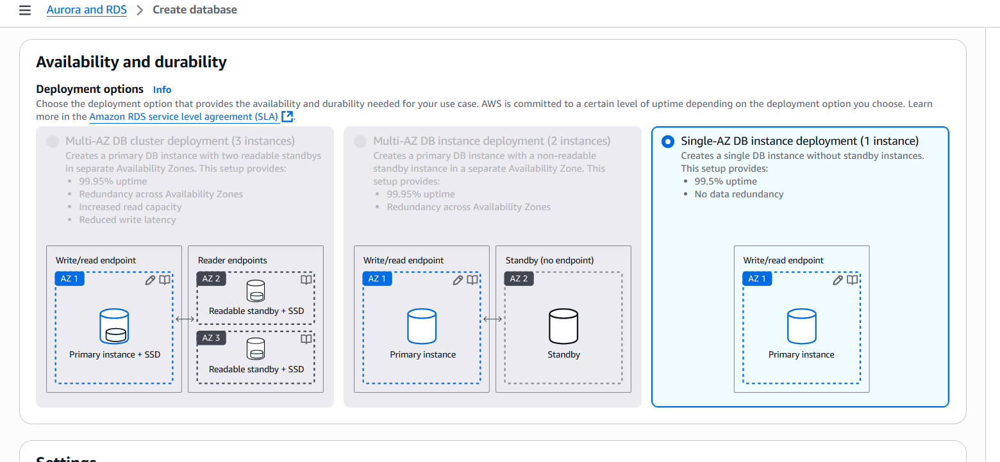 Aurora and RDS > Create database
Availability and durability
Deployment options Info
Choose the deployment option that provides the availability and durability needed for your use case. AWS is committed to a certain level of uptime depending on the deployment option you choose. Learn
more in the Amazon RDS service level agreement (SLA).
Multi-AZ DB cluster deployment (3 instances)
Creates a primary DB instance with two readable standbys
in separate Availability Zones. This setup provides:
• 99.95% uptime
• Redundancy across Availability Zones
• Increased read capacity
• Reduced write latency
Write/read endpoint
AZ 1
Primary instance + SSD
Reader endpoints
AZ 2
Readable standby + SSD
AZ 3
Readable standby + SSD
Multi-AZ DB instance deployment (2 instances)
Creates a primary DB instance with a non-readable
standby instance in a separate Availability Zone. This
setup provides:
• 99.95% uptime
• Redundancy across Availability Zones
Write/read endpoint
AZ 1
Primary instance
Standby (no endpoint)
AZ 2
Standby
Single-AZ DB instance deployment (1 instance)
Creates a single DB instance without standby instances.
This setup provides:
• 99.5% uptime
• No data redundancy
Write/read endpoint
AZ 1
Primary instance
Settings